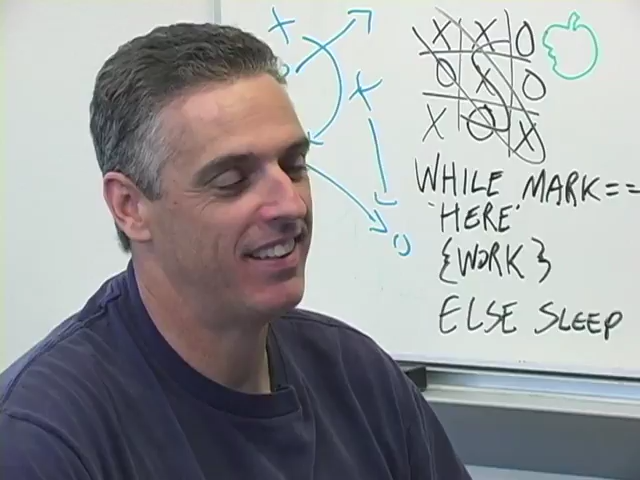 X X O
O X O
X O X
WHILE MARK==
"HERE"
{WORK}
ELSE SLEEP
X
X
O